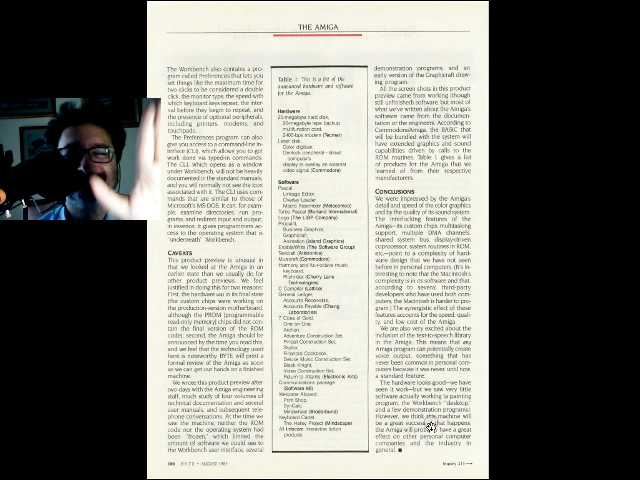 THE AMIGA
The Workbench also contains a pro-
gram called Preferences that lets you
set things like the maximum time for
two clicks to be considered a double
click, the monitor type, the speed with
which keyboard keys repeat, the inter-
val before they begin to repeat, and
the presence of optional peripherals,
including printers, modems, and
touchpads.
The Preferences program can also
give you access to a command-line in-
terface (CLI), which allows you to get
work done via typed-in commands.
The CLI, which opens as a window
under Workbench, will not be heavily
documented in the standard manuals,
and you will normally not see the icon
associated with it. The CLI uses com-
mands that are similar to those of
Microsoft's MS-DOS. It can, for ex-
ample, examine directories, run pro-
grams, and redirect input and output;
in essence, it gives programmers ac-
cess to the operating system that is
"underneath" Workbench.
CAVEATS
This product preview is unusual in
that we looked at the Amiga in an
earlier state than we usually do for
other product previews. We feel
justified in doing this for two reasons:
First, the hardware is in its final state
(the custom chips were working on
the production-version motherboard,
although the PROM [programmable
read-only memory] chips did not con-
tain the final version of the ROM
code); second, the Amiga should be
announced by the time you read this,
and we feel that the technology used
here is noteworthy. BYTE will print a
formal review of the Amiga as soon
as we can get our hands on a finished
machine.
We wrote this product preview after
two days with the Amiga engineering
staff, much study of four volumes of
technical documentation and several
user manuals, and subsequent tele-
phone conversations. At the time we
saw the machine, neither the ROM
code nor the operating system had
been "frozen," which limited the
amount of software we could see to
the Workbench user interface, several
Table 1: This is a list of the
announced hardware and software
for the Amiga.
Hardware
20-megabyte hard disk,
20-megabyte tape backup
multifunction card,
2400-bps modem (Tecmar)
Laser disk
Color digitizer,
Genlock peripheral—allows
computer's
display to overlay an external
video signal (Commodore)
Software
Pascal
Linkage Editor
Overlay Loader
Macro Assembler (Metacomco)
Turbo Pascal (Borland International)
Logo (The LISP Company)
Business Graphics,
Graphicraft,
Animation (Island Graphics)
Enable/Write (The Software Group)
Textcraft (Arktronics)
Musicraft (Commodore)
Harmony and four-octave music
keyboard,
Pitchrider (Cherry Lane
Technologies)
C Compiler (Lattice)
General Ledger,
Accounts Receivable,
Accounts Payable (Chang
Laboratories)
7 Cities of Gold,
One on One,
Archon,
Adventure Construction Set,
Pinball Construction Set,
Skyfox,
Financial Cookbook,
Deluxe Music Construction Set,
Black Knight,
Video Construction Set,
Return to Atlantis (Electronic Arts)
Communications package
(Software 66)
Welcome Aboard,
Print Shop,
SynCalc,
Mindwheel (Brøderbund)
Keyboard Cadet,
The Halley Project (Mindscape)
All Infocom interactive fiction
products
demonstration programs, and an
early version of the Graphicraft draw-
ing program.
All the screen shots in this product
preview came from working (though
still unfinished) software, but most of
what we've written about the Amiga's
software came from the documen-
tation or the engineers. According to
Commodore/Amiga, the BASIC that
will be bundled with the system will
have extended graphics and sound
capabilities driven by calls to the
ROM routines. Table 1 gives a list of
products for the Amiga that we
learned of from their respective
manufacturers.
CONCLUSIONS
We were impressed by the Amiga's
detail and speed of the color graphics
and by the quality of its sound system.
The interlocking features of the
Amiga—its custom chips, multitasking
support, multiple DMA channels,
shared system bus, display-driven
coprocessor, system routines in ROM,
etc.—point to a complexity of hard-
ware design that we have not seen
before in personal computers. (It's in-
teresting to note that the Macintosh's
complexity is in its software and that,
according to several third-party
developers who have used both com-
puters, the Macintosh is harder to pro-
gram.) The synergistic effect of these
features accounts for the speed, qual-
ity, and low cost of the Amiga.
We are also very excited about the
inclusion of the text-to-speech library
in the Amiga. This means that any
Amiga program can potentially create
voice output, something that has
never been common in personal com-
puters because it was never, until now,
a standard feature.
The hardware looks good—we have
seen it work—but we saw very little
software actually working (a painting
program, the Workbench "desktop,"
and a few demonstration programs).
However, we think this machine will
be a great success. If that happens,
the Amiga will probably have a great
effect on other personal computer
companies and the industry in
general. ■
100 BYTE • AUGUST 1985
Inquiry 311